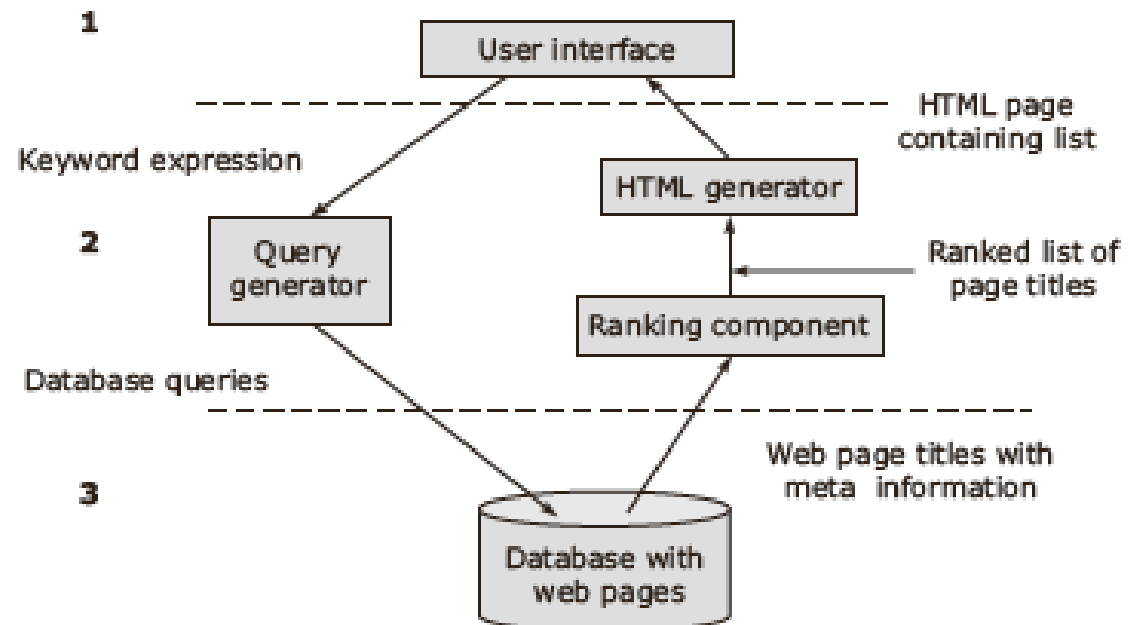 1
User interface
HTML page
containing list
Keyword expression
HTML generator
2
Query
generator
Ranked list of
page titles
Ranking component
Database queries
Web page titles with
meta information
3
Database with
web pages